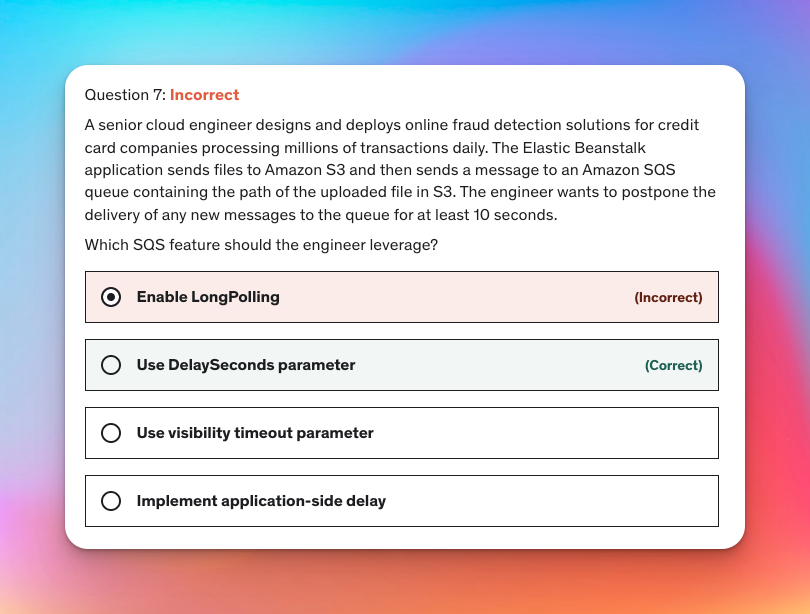 Question 7: Incorrect
A senior cloud engineer designs and deploys online fraud detection solutions for credit
card companies processing millions of transactions daily. The Elastic Beanstalk
application sends files to Amazon S3 and then sends a message to an Amazon SQS
queue containing the path of the uploaded file in S3. The engineer wants to postpone the
delivery of any new messages to the queue for at least 10 seconds.
Which SQS feature should the engineer leverage?
Enable LongPolling (Incorrect)
Use DelaySeconds parameter (Correct)
Use visibility timeout parameter
Implement application-side delay